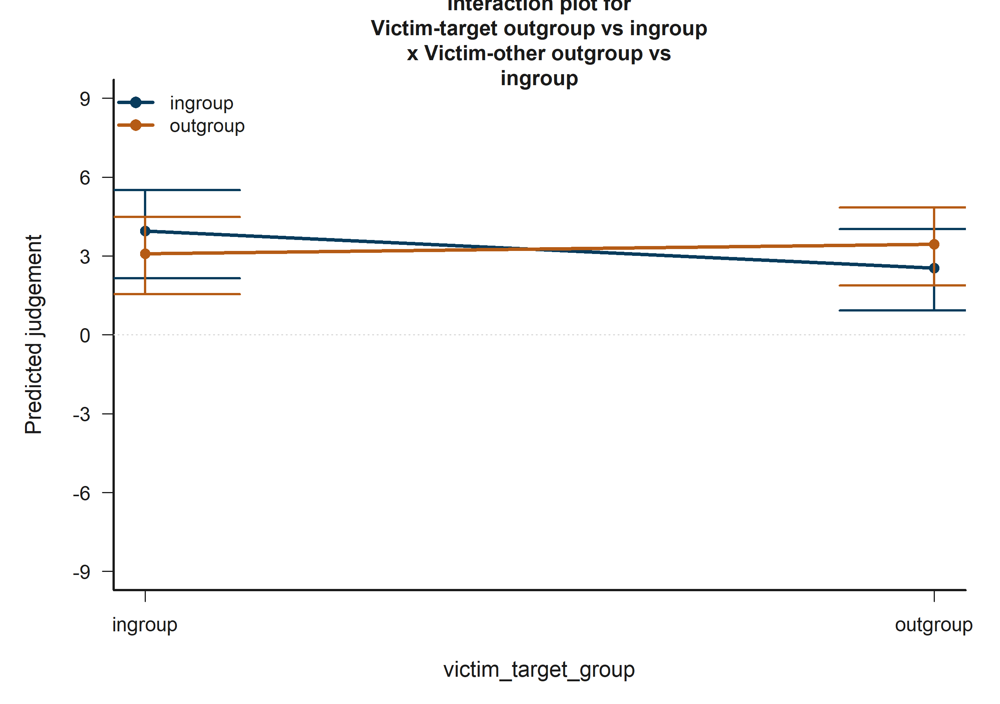 Interaction plot for
Victim-target outgroup vs ingroup
x Victim-other outgroup vs
ingroup
ingroup
outgroup
9
6
3
0
-3
-6
-9
Predicted judgement
ingroup
outgroup
victim_target_group